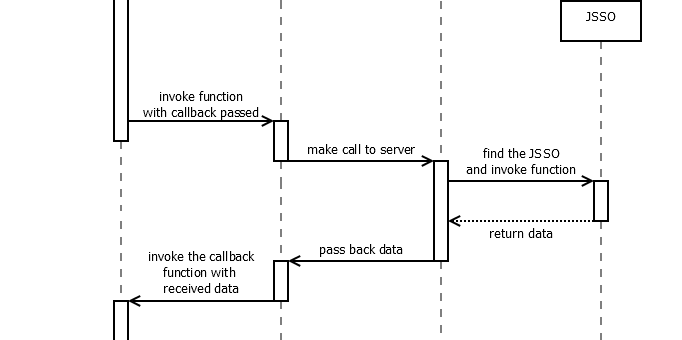 JSSO
invoke function
with callback passed
make call to server
find the JSSO
and invoke function
return data
pass back data
invoke the callback
function with
received data